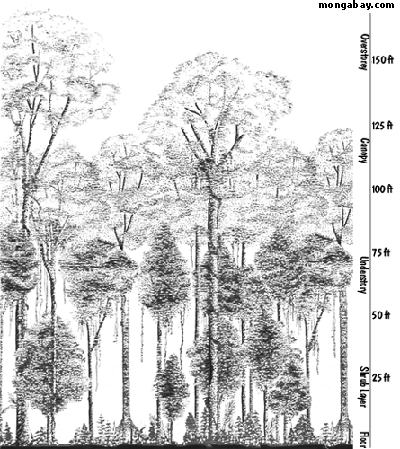 mongabay.com
Overstory
150 ft
125 ft
Canopy
100 ft
75 ft
Understory
50 ft
25 ft
Shrub Layer
Floor